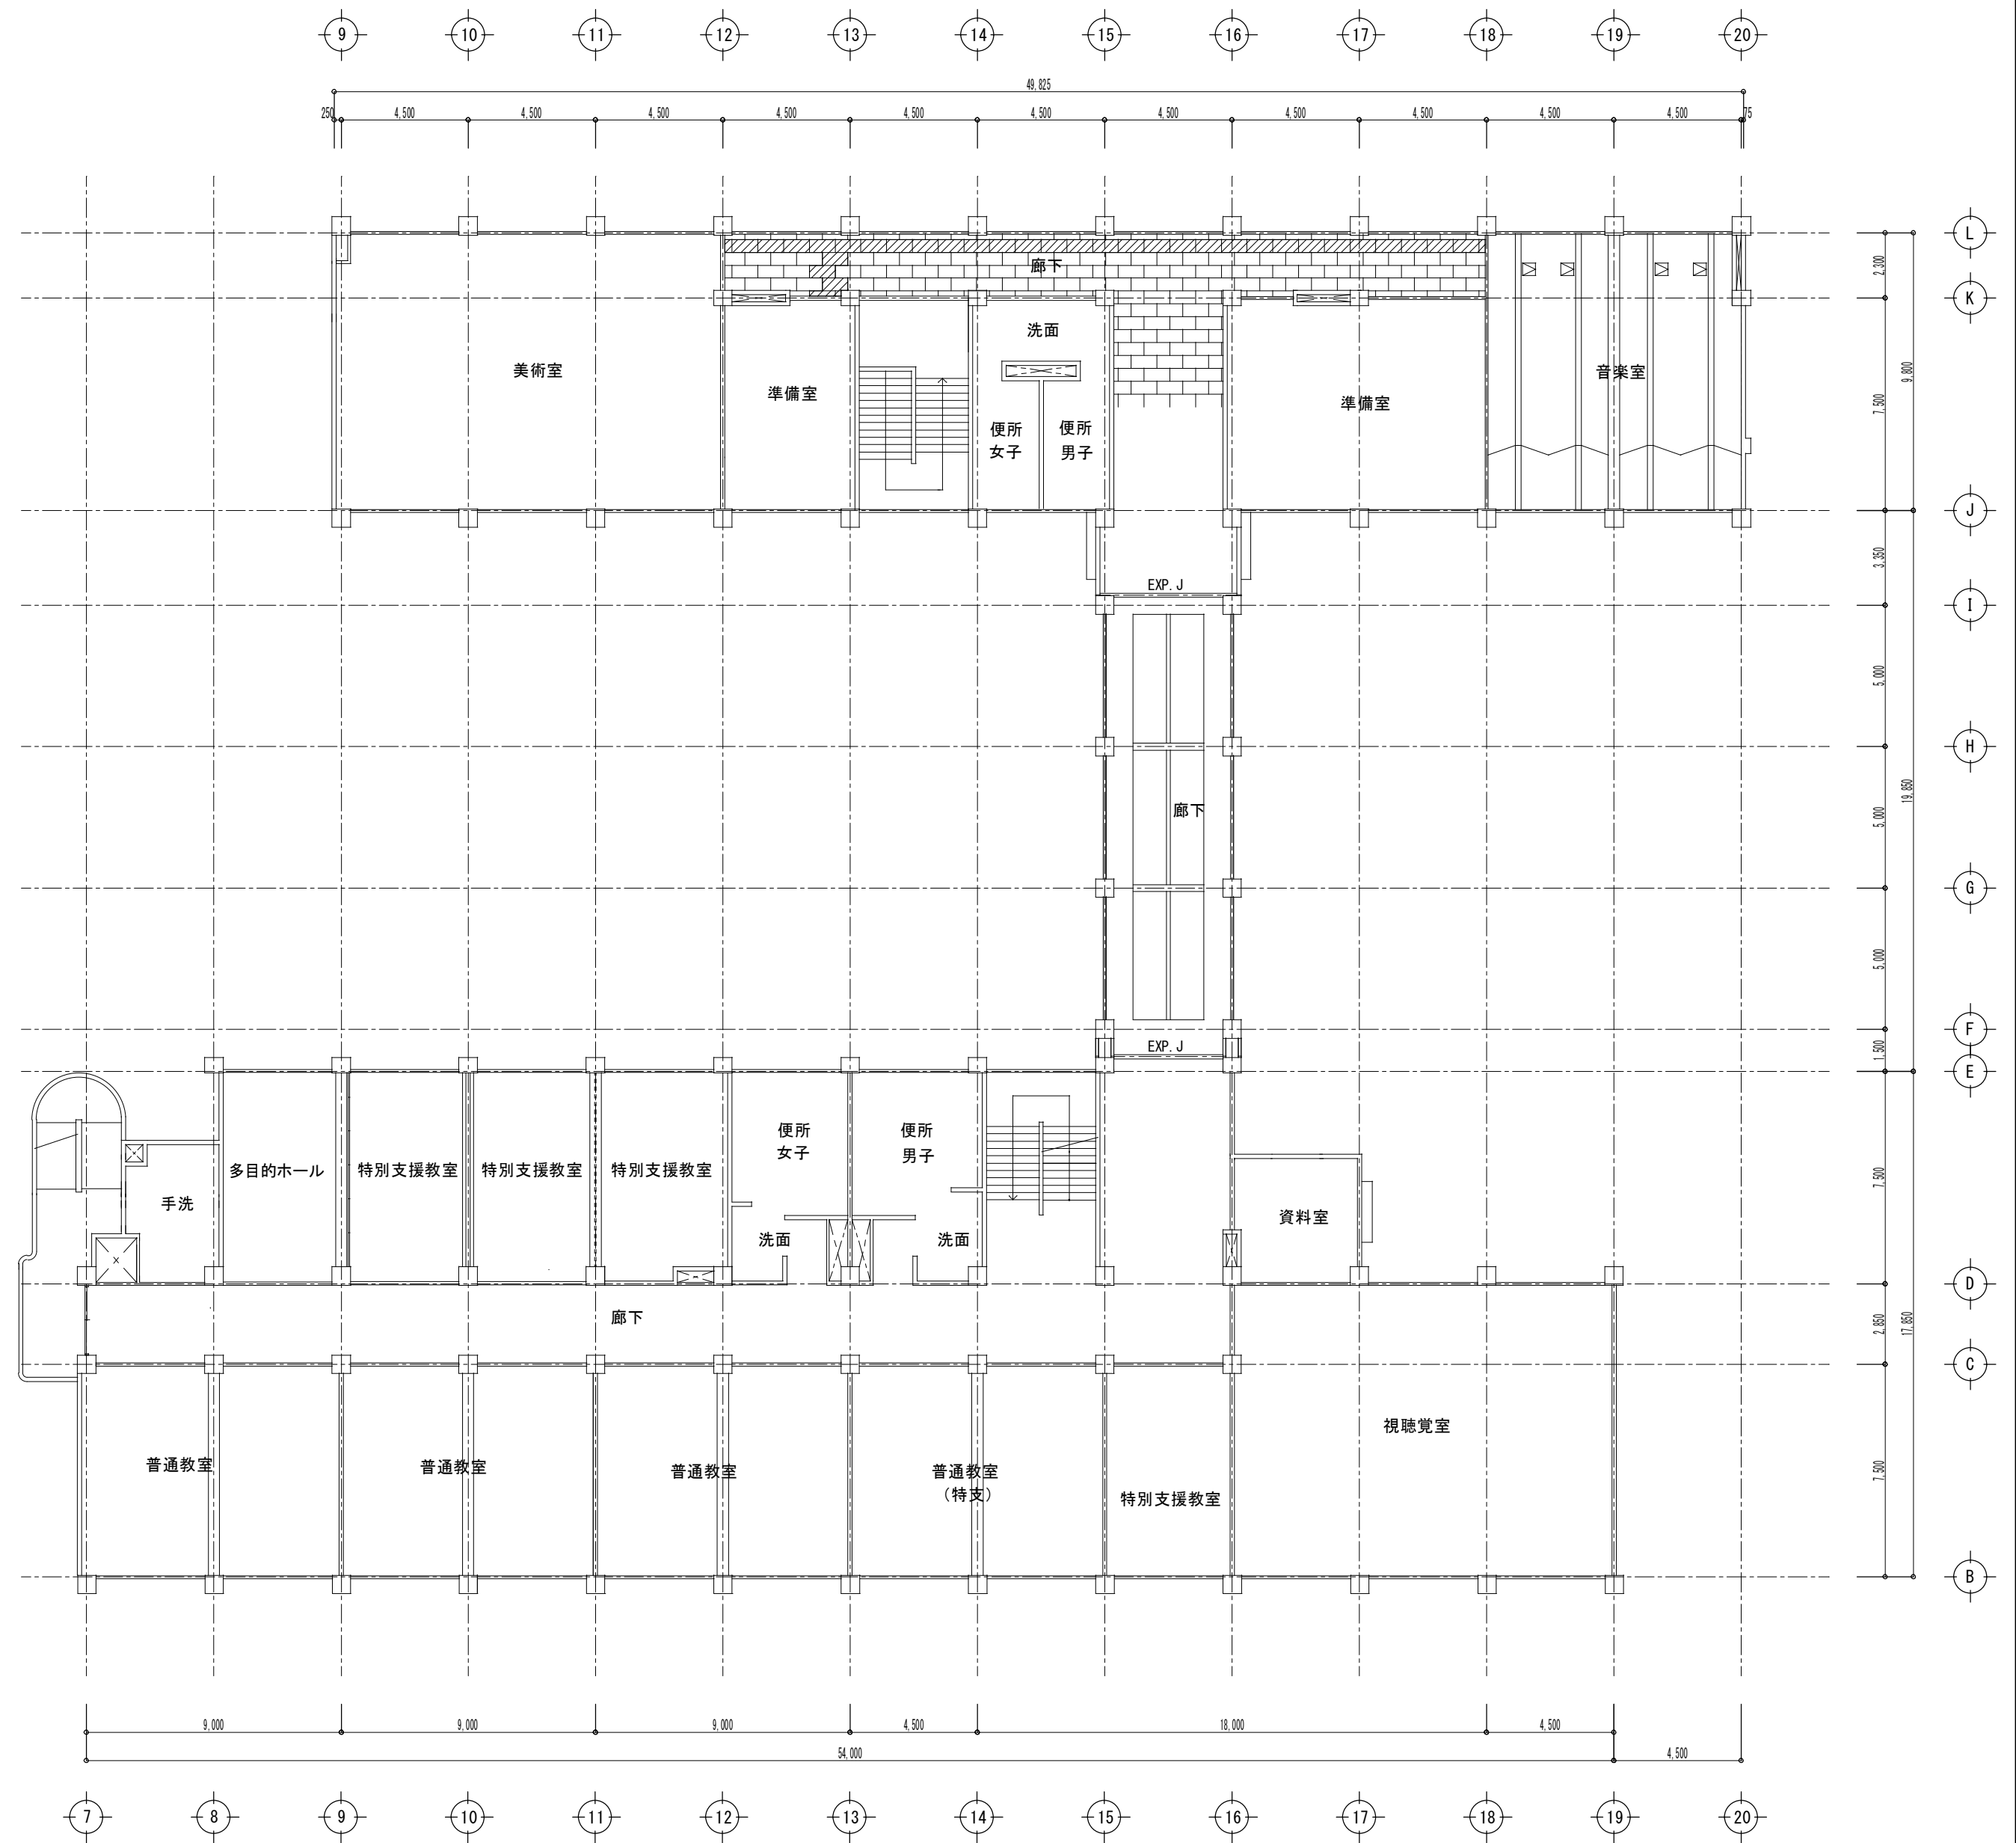 9 10 11 12 13 14 15 16 17 18 19 20
49,825
250 4,500 4,500 4,500 4,500 4,500 4,500 4,500 4,500 4,500 4,500 4,500 75
L
2,300
廊下
K
洗面
美術室
音楽室
9,800
準備室
準備室
7,500
便所
女子
便所
男子
J
3,350
EXP.J
I
5,000
H
19,850
廊下
5,000
G
5,000
F
EXP.J
1,500
E
便所
女子
便所
男子
多目的ホール
特別支援教室
特別支援教室
特別支援教室
7,500
手洗
資料室
洗面
洗面
D
廊下
2,850
17,850
C
視聴覚室
普通教室
普通教室
普通教室
普通教室
(特支)
7,500
特別支援教室
B
9,000 9,000 9,000 4,500 18,000 4,500
54,000 4,500
7 8 9 10 11 12 13 14 15 16 17 18 19 20